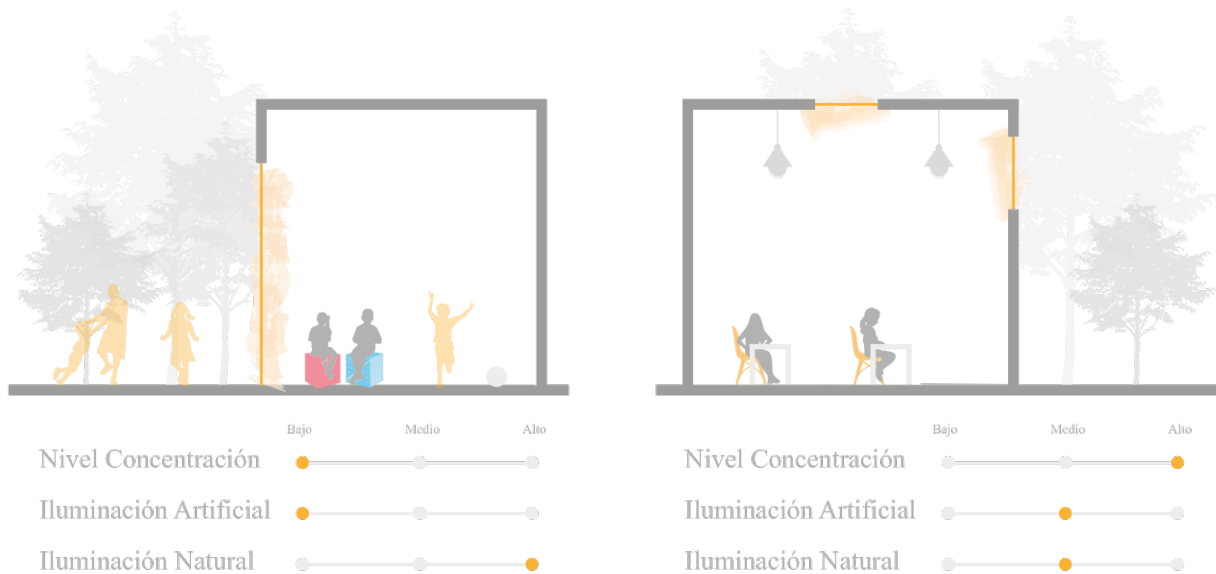 Bajo Medio Alto
Nivel Concentración
Iluminación Artificial
Iluminación Natural
Bajo Medio Alto
Nivel Concentración
Iluminación Artificial
Iluminación Natural